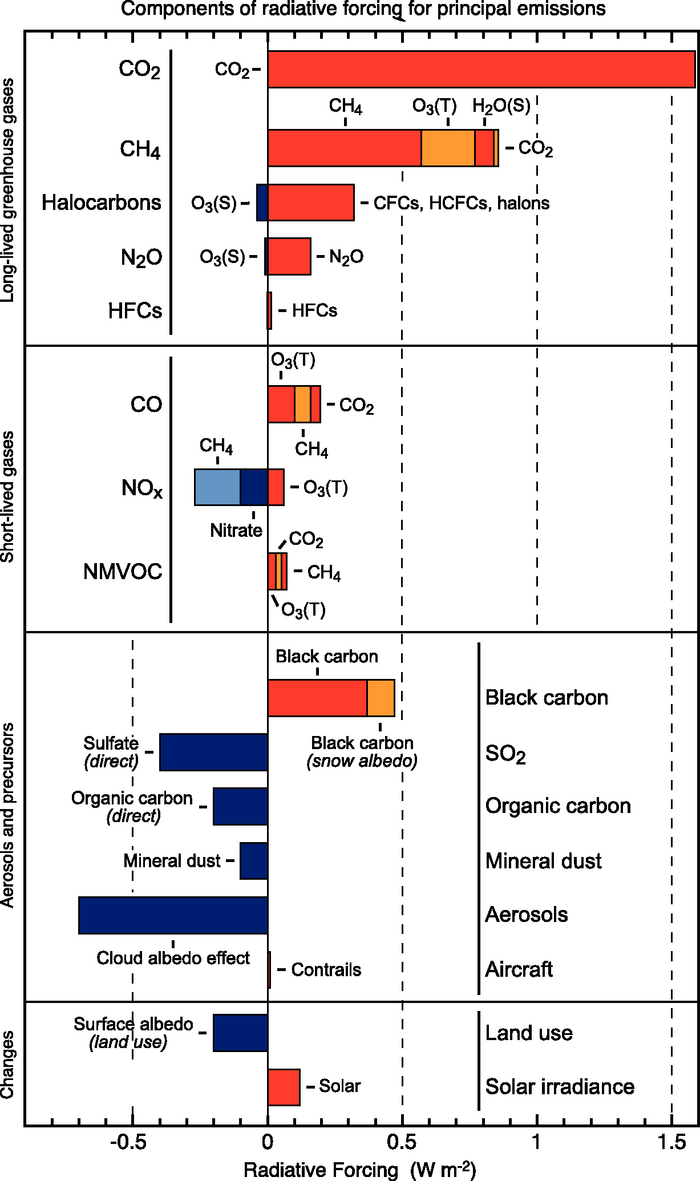 Components of radiative forcing for principal emissions
Long-lived greenhouse gases
CO2
CO2
CH4
CH4
O3(T)
H2O(S)
CO2
Halocarbons
O3(S)
CFCs, HCFCs, halons
N2O
O3(S)
N2O
HFCs
HFCs
Short-lived gases
CO
O3(T)
CO2
CH4
NOx
CH4
O3(T)
Nitrate
NMVOC
CO2
CH4
O3(T)
Aerosols and precursors
Black carbon
Black carbon
Black carbon
(snow albedo)
Sulfate
(direct)
SO2
Organic carbon
(direct)
Organic carbon
Mineral dust
Mineral dust
Aerosols
Cloud albedo effect
Contrails
Aircraft
Changes
Surface albedo
(land use)
Land use
Solar
Solar irradiance
-0.5 0 0.5 1 1.5
Radiative Forcing (W m-2)